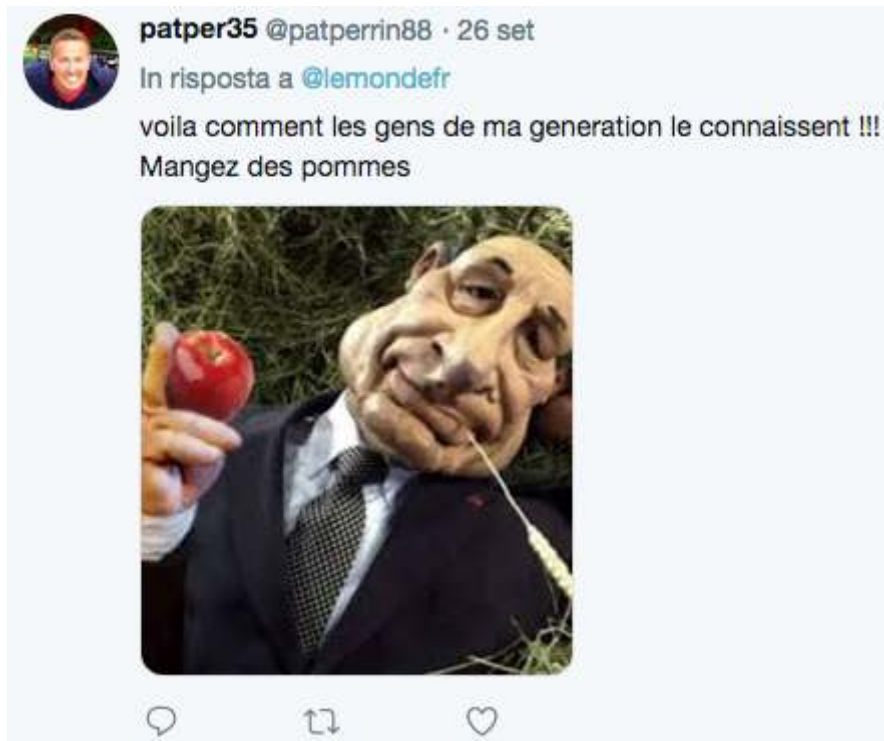 patper35 @patperrin88 · 26 set
In risposta a @lemondefr
voila comment les gens de ma generation le connaissent !!!
Mangez des pommes